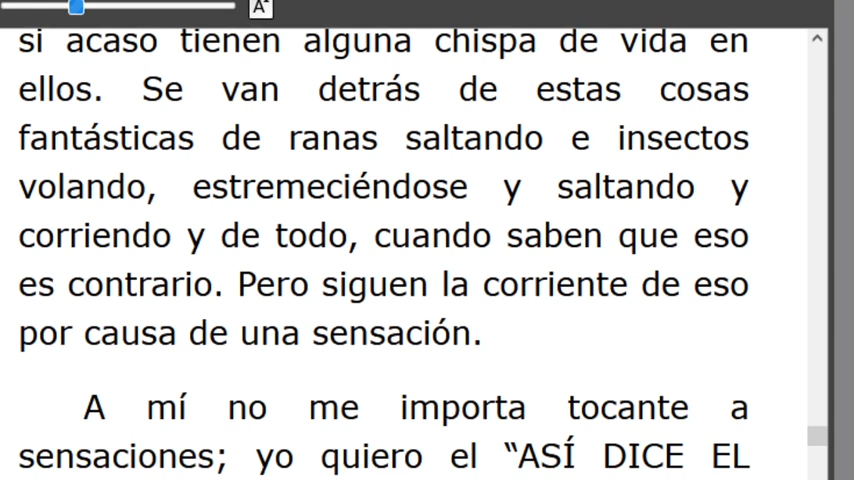 A
si acaso tienen alguna chispa de vida en
ellos. Se van detrás de estas cosas
fantásticas de ranas saltando e insectos
volando, estremeciéndose y saltando y
corriendo y de todo, cuando saben que eso
es contrario. Pero siguen la corriente de eso
por causa de una sensación.
A mí no me importa tocante a
sensaciones; yo quiero el “ASÍ DICE EL